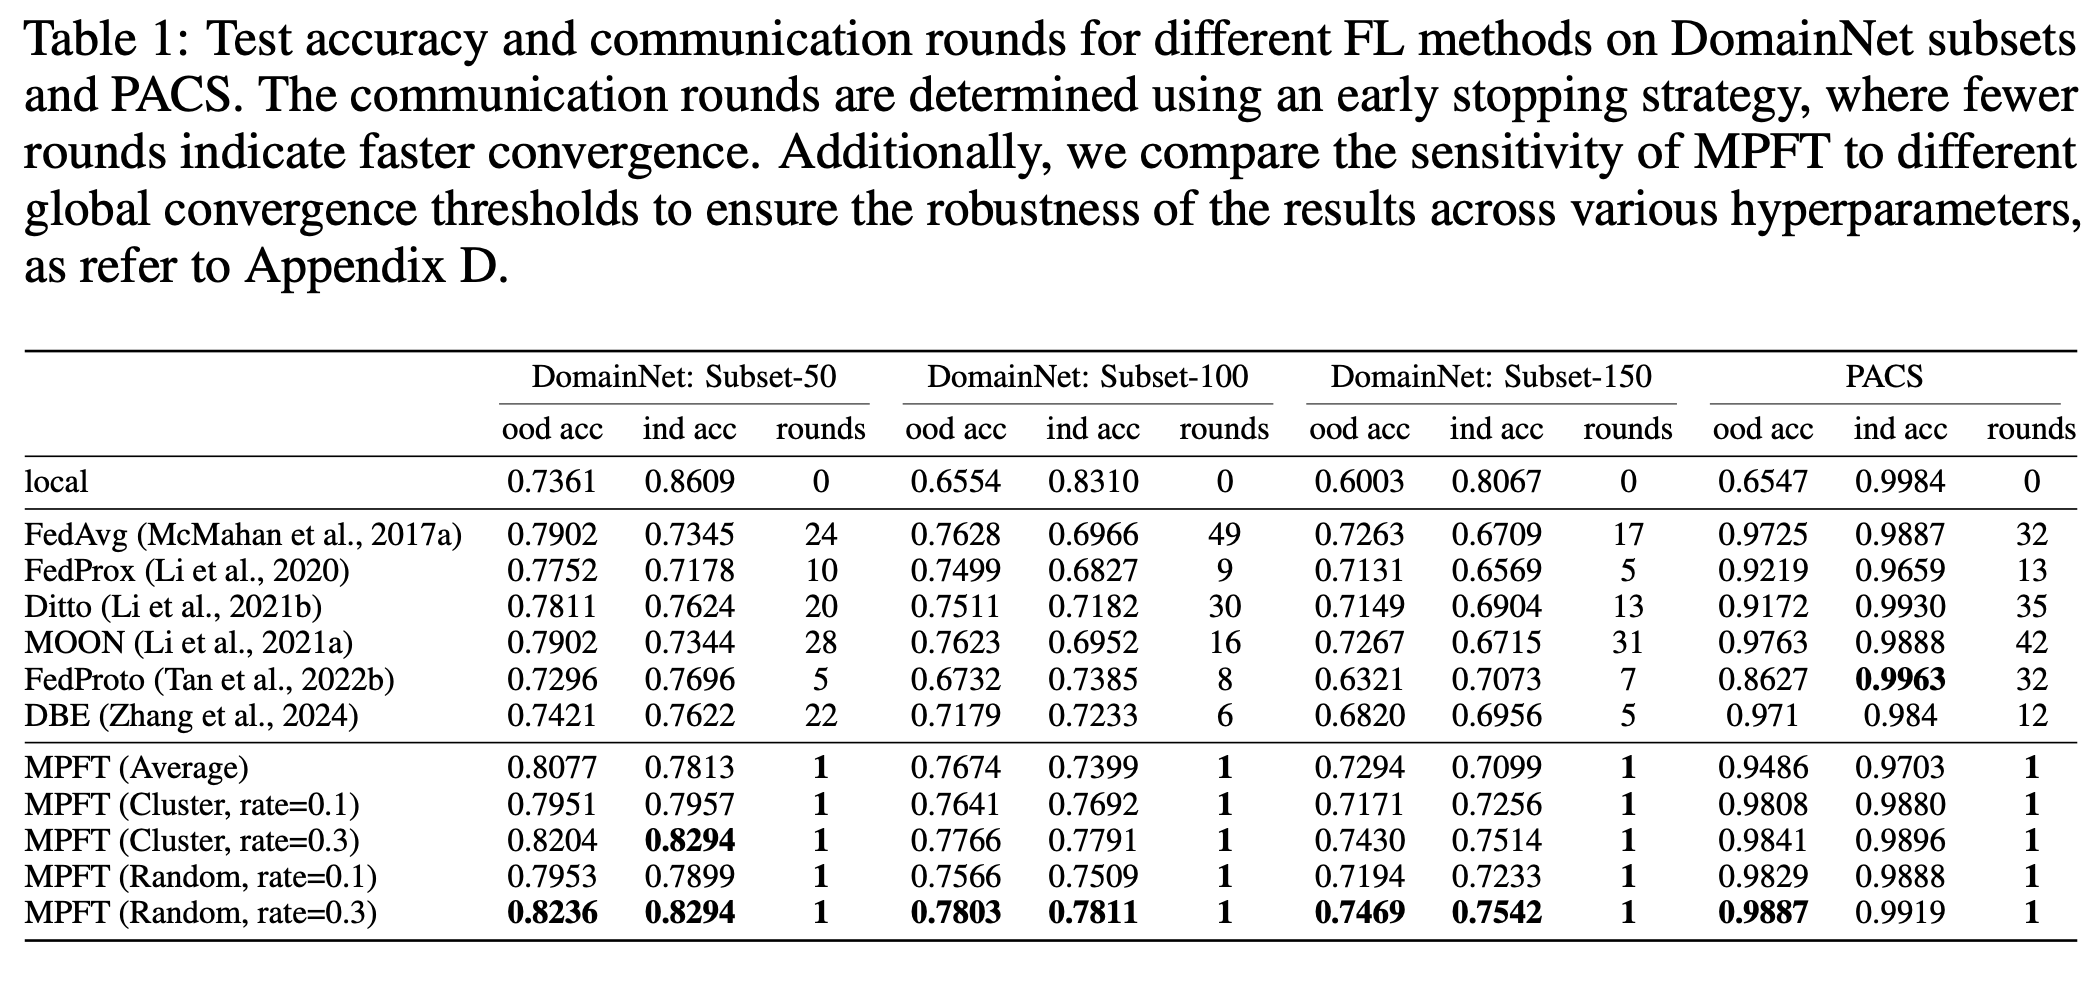 Table 1: Test accuracy and communication rounds for different FL methods on DomainNet subsets
and PACS. The communication rounds are determined using an early stopping strategy, where fewer
rounds indicate faster convergence. Additionally, we compare the sensitivity of MPFT to different
global convergence thresholds to ensure the robustness of the results across various hyperparameters,
as refer to Appendix D.
DomainNet: Subset-50 DomainNet: Subset-100 DomainNet: Subset-150 PACS
ood acc ind acc rounds ood acc ind acc rounds ood acc ind acc rounds ood acc ind acc rounds
local 0.7361 0.8609 0 0.6554 0.8310 0 0.6003 0.8067 0 0.6547 0.9984 0
FedAvg (McMahan et al., 2017a) 0.7902 0.7345 24 0.7628 0.6966 49 0.7263 0.6709 17 0.9725 0.9887 32
FedProx (Li et al., 2020) 0.7752 0.7178 10 0.7499 0.6827 9 0.7131 0.6569 5 0.9219 0.9659 13
Ditto (Li et al., 2021b) 0.7811 0.7624 20 0.7511 0.7182 30 0.7149 0.6904 13 0.9172 0.9930 35
MOON (Li et al., 2021a) 0.7902 0.7344 28 0.7623 0.6952 16 0.7267 0.6715 31 0.9763 0.9888 42
FedProto (Tan et al., 2022b) 0.7296 0.7696 5 0.6732 0.7385 8 0.6321 0.7073 7 0.8627 0.9963 32
DBE (Zhang et al., 2024) 0.7421 0.7622 22 0.7179 0.7233 6 0.6820 0.6956 5 0.971 0.984 12
MPFT (Average) 0.8077 0.7813 1 0.7674 0.7399 1 0.7294 0.7099 1 0.9486 0.9703 1
MPFT (Cluster, rate=0.1) 0.7951 0.7957 1 0.7641 0.7692 1 0.7171 0.7256 1 0.9808 0.9880 1
MPFT (Cluster, rate=0.3) 0.8204 0.8294 1 0.7766 0.7791 1 0.7430 0.7514 1 0.9841 0.9896 1
MPFT (Random, rate=0.1) 0.7953 0.7899 1 0.7566 0.7509 1 0.7194 0.7233 1 0.9829 0.9888 1
MPFT (Random, rate=0.3) 0.8236 0.8294 1 0.7803 0.7811 1 0.7469 0.7542 1 0.9887 0.9919 1